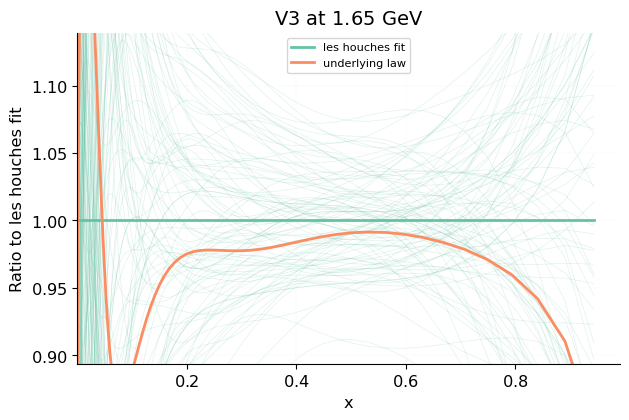 V3 at 1.65 GeV
les houches fit
underlying law
Ratio to les houches fit
1.10
1.05
1.00
0.95
0.90
0.2
0.4
0.6
0.8
x